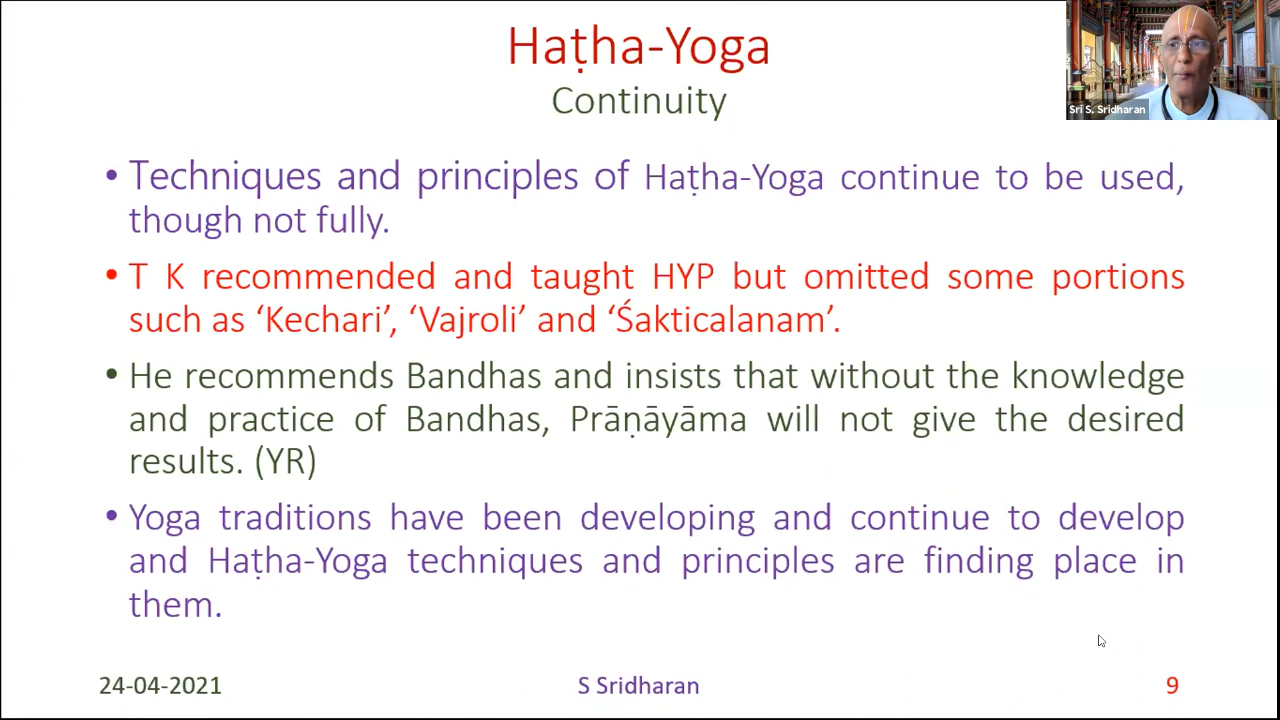 Haṭha-Yoga
Continuity
Sri S. Sridharan
• Techniques and principles of Haṭha-Yoga continue to be used,
though not fully.
• T K recommended and taught HYP but omitted some portions
such as ‘Kechari’, ‘Vajroli’ and ‘Śakticalanam’.
• He recommends Bandhas and insists that without the knowledge
and practice of Bandhas, Prāṇāyāma will not give the desired
results. (YR)
• Yoga traditions have been developing and continue to develop
and Haṭha-Yoga techniques and principles are finding place in
them.
24-04-2021
S Sridharan
9